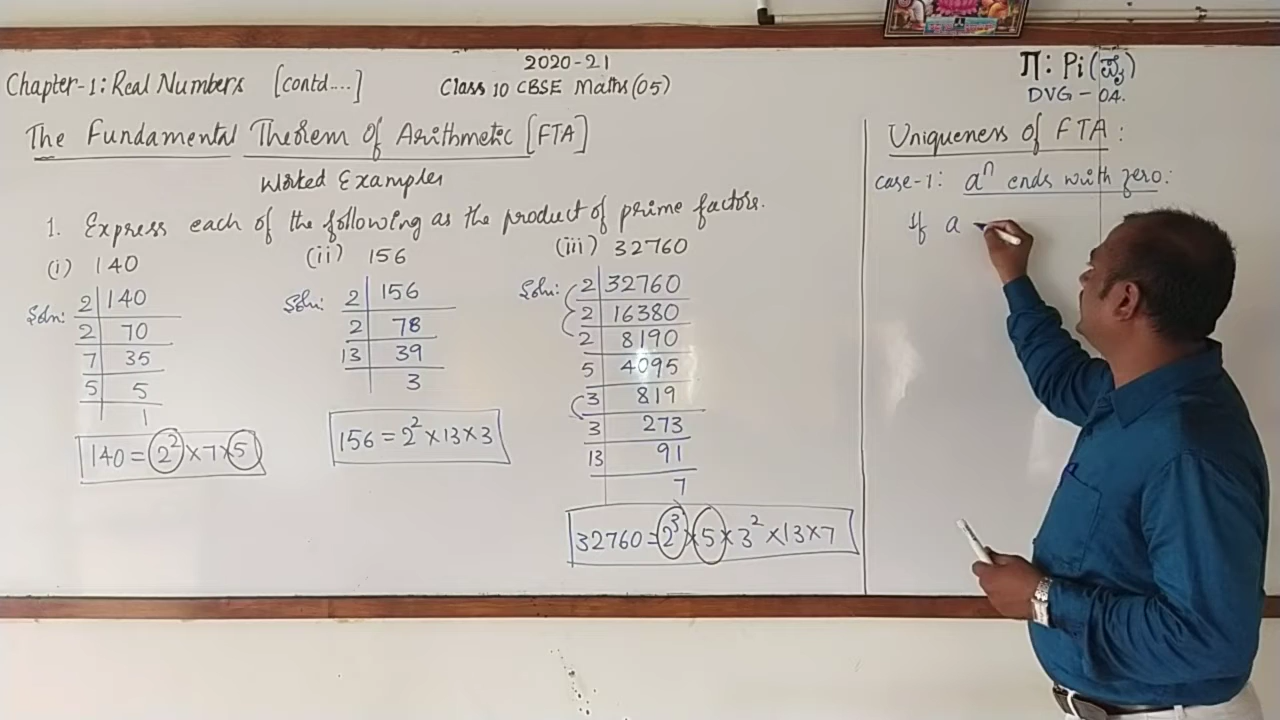 2020-21
Chapter-1: Real Numbers [contd....]
Class 10 CBSE Maths (05)
Π: Pi (ಪೈ)
DVG - 04.
The Fundamental Theorem of Arithmetic [FTA]
Worked Examples
1. Express each of the following as the product of prime factors.
(i) 140
Soln:
2 | 140
2 | 70
7 | 35
5 | 5
1
140 = 2² × 7 × 5
(ii) 156
Soln:
2 | 156
2 | 78
13 | 39
3
156 = 2² × 13 × 3
(iii) 32760
Soln:
2 | 32760
2 | 16380
2 | 8190
5 | 4095
3 | 819
3 | 273
13 | 91
7
32760 = 2³ × 5 × 3² × 13 × 7
Uniqueness of FTA:
case-1: aⁿ ends with zero:
If a